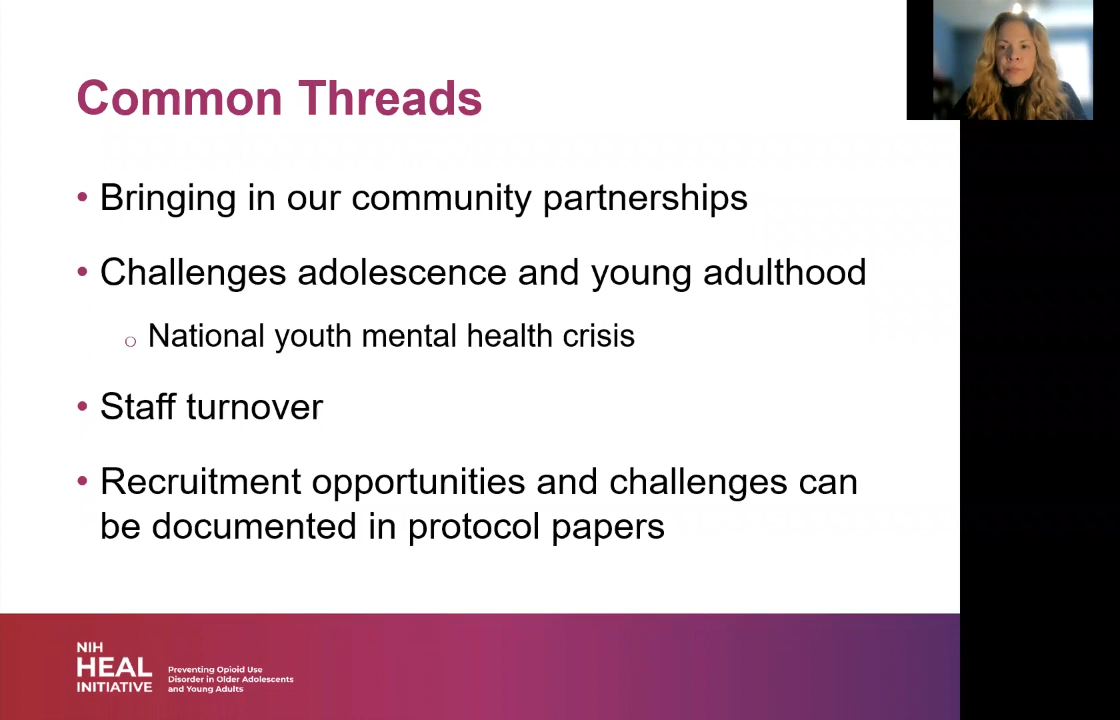 Common Threads
• Bringing in our community partnerships
• Challenges adolescence and young adulthood
○ National youth mental health crisis
• Staff turnover
• Recruitment opportunities and challenges can
be documented in protocol papers
NIH
HEAL
INITIATIVE
Preventing Opioid Use
Disorder in Older Adolescents
and Young Adults